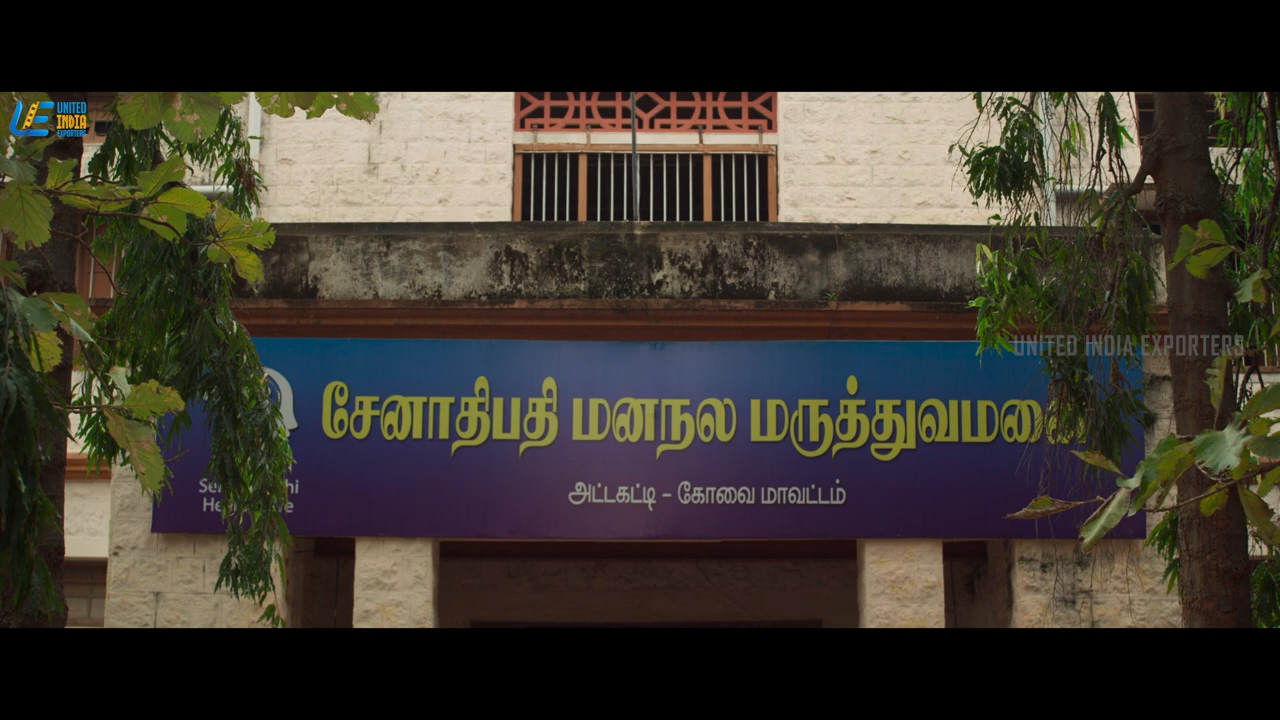 UNITED
INDIA
EXPORTERS
UNITED INDIA EXPORTERS
சேனாதிபதி மனநல மருத்துவமனை
அட்டகட்டி – கோவை மாவட்டம்